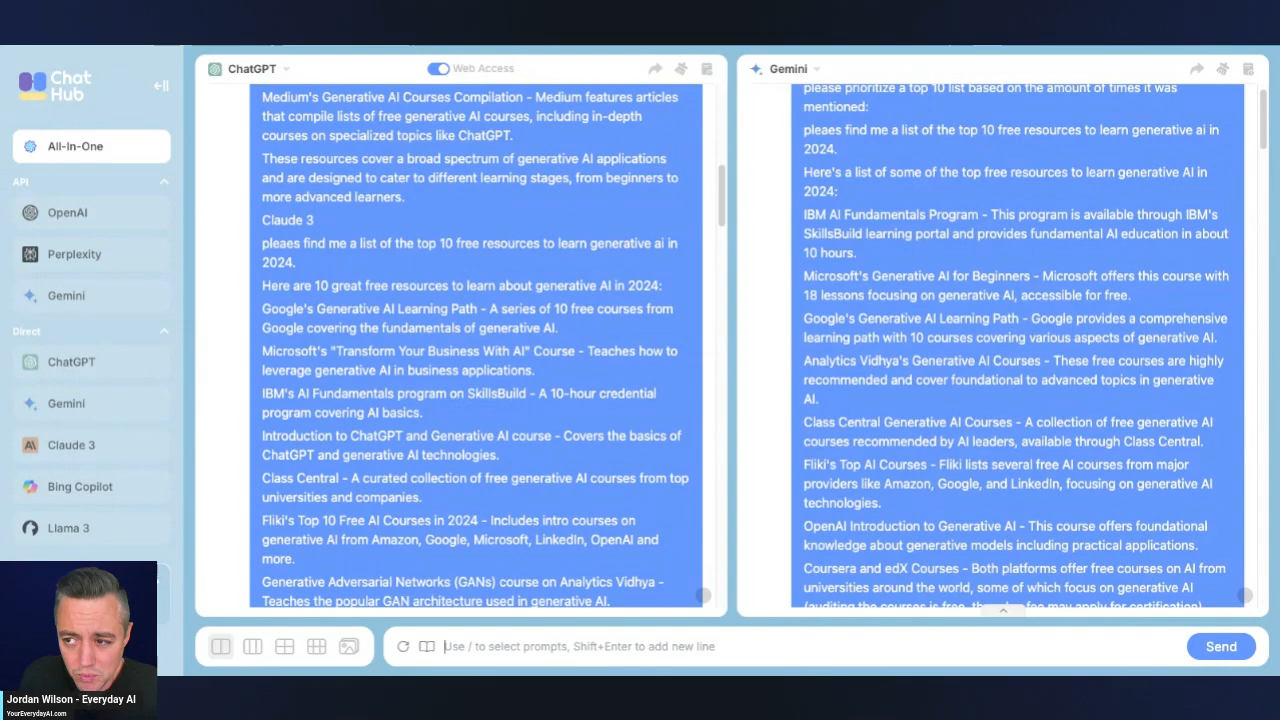 Chat
Hub
All-In-One
API
OpenAI
Perplexity
Gemini
Direct
ChatGPT
Gemini
Claude 3
Bing Copilot
Llama 3
ChatGPT
Web Access
Medium's Generative AI Courses Compilation - Medium features articles
that compile lists of free generative AI courses, including in-depth
courses on specialized topics like ChatGPT.
These resources cover a broad spectrum of generative AI applications
and are designed to cater to different learning stages, from beginners to
more advanced learners.
Claude 3
pleaes find me a list of the top 10 free resources to learn generative ai in
2024.
Here are 10 great free resources to learn about generative AI in 2024:
Google's Generative AI Learning Path - A series of 10 free courses from
Google covering the fundamentals of generative AI.
Microsoft's "Transform Your Business With AI" Course - Teaches how to
leverage generative AI in business applications.
IBM's AI Fundamentals program on SkillsBuild - A 10-hour credential
program covering AI basics.
Introduction to ChatGPT and Generative AI course - Covers the basics of
ChatGPT and generative AI technologies.
Class Central - A curated collection of free generative AI courses from top
universities and companies.
Fliki's Top 10 Free AI Courses in 2024 - Includes intro courses on
generative AI from Amazon, Google, Microsoft, LinkedIn, OpenAI and
more.
Generative Adversarial Networks (GANs) course on Analytics Vidhya -
Teaches the popular GAN architecture used in generative AI.
Gemini
please prioritize a top 10 list based on the amount of times it was
mentioned:
pleaes find me a list of the top 10 free resources to learn generative ai in
2024.
Here's a list of some of the top free resources to learn generative AI in
2024:
IBM AI Fundamentals Program - This program is available through IBM's
SkillsBuild learning portal and provides fundamental AI education in about
10 hours.
Microsoft's Generative AI for Beginners - Microsoft offers this course with
18 lessons focusing on generative AI, accessible for free.
Google's Generative AI Learning Path - Google provides a comprehensive
learning path with 10 courses covering various aspects of generative AI.
Analytics Vidhya's Generative AI Courses - These free courses are highly
recommended and cover foundational to advanced topics in generative
AI.
Class Central Generative AI Courses - A collection of free generative AI
courses recommended by AI leaders, available through Class Central.
Fliki's Top AI Courses - Fliki lists several free AI courses from major
providers like Amazon, Google, and LinkedIn, focusing on generative AI
technologies.
OpenAI Introduction to Generative AI - This course offers foundational
knowledge about generative models including practical applications.
Coursera and edX Courses - Both platforms offer free courses on AI from
universities around the world, some of which focus on generative AI
(auditing the courses is free, fee may apply for certification)
Use / to select prompts, Shift+Enter to add new line
Send
Jordan Wilson - Everyday AI
YourEverydayAI.com